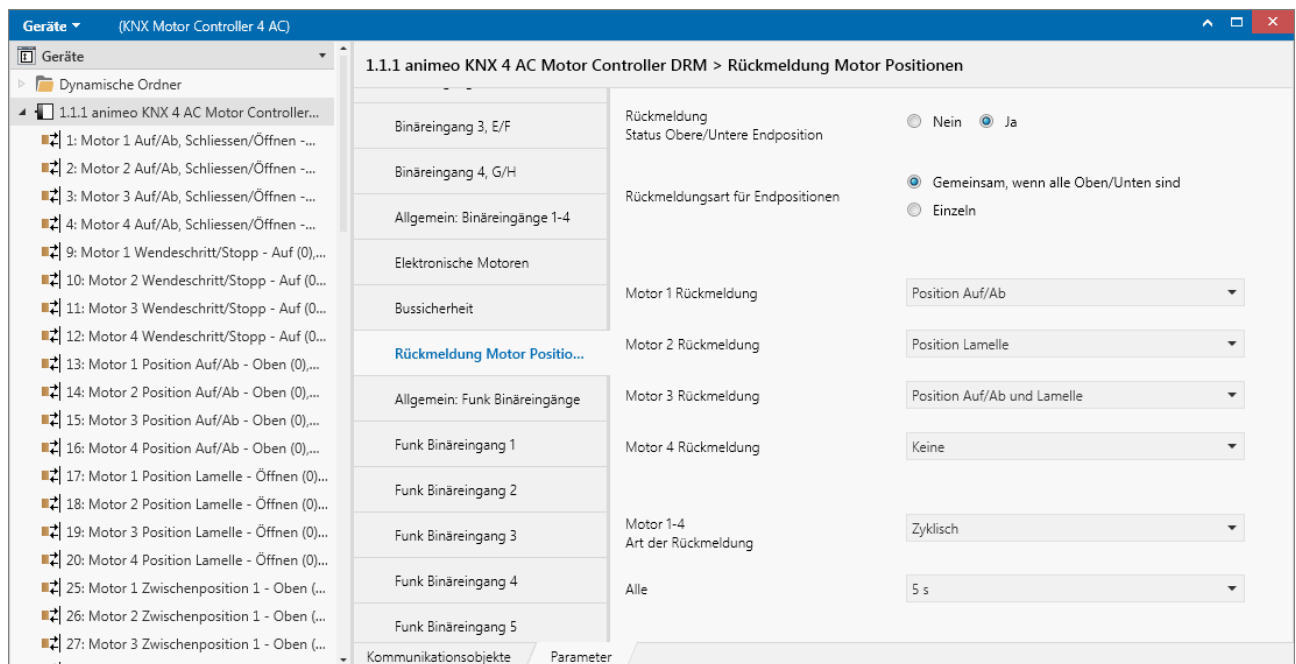 Geräte (KNX Motor Controller 4 AC)
Geräte
Dynamische Ordner
1.1.1 animeo KNX 4 AC Motor Controller...
1: Motor 1 Auf/Ab, Schliessen/Öffnen -...
2: Motor 2 Auf/Ab, Schliessen/Öffnen -...
3: Motor 3 Auf/Ab, Schliessen/Öffnen -...
4: Motor 4 Auf/Ab, Schliessen/Öffnen -...
9: Motor 1 Wendeschritt/Stopp - Auf (0),...
10: Motor 2 Wendeschritt/Stopp - Auf (0...
11: Motor 3 Wendeschritt/Stopp - Auf (0...
12: Motor 4 Wendeschritt/Stopp - Auf (0...
13: Motor 1 Position Auf/Ab - Oben (0),...
14: Motor 2 Position Auf/Ab - Oben (0),...
15: Motor 3 Position Auf/Ab - Oben (0),...
16: Motor 4 Position Auf/Ab - Oben (0),...
17: Motor 1 Position Lamelle - Öffnen (0)...
18: Motor 2 Position Lamelle - Öffnen (0)...
19: Motor 3 Position Lamelle - Öffnen (0)...
20: Motor 4 Position Lamelle - Öffnen (0)...
25: Motor 1 Zwischenposition 1 - Oben (...
26: Motor 2 Zwischenposition 1 - Oben (...
27: Motor 3 Zwischenposition 1 - Oben (...
1.1.1 animeo KNX 4 AC Motor Controller DRM > Rückmeldung Motor Positionen
Binäreingang 3, E/F
Binäreingang 4, G/H
Allgemein: Binäreingänge 1-4
Elektronische Motoren
Bussicherheit
Rückmeldung Motor Positio...
Allgemein: Funk Binäreingänge
Funk Binäreingang 1
Funk Binäreingang 2
Funk Binäreingang 3
Funk Binäreingang 4
Funk Binäreingang 5
Rückmeldung
Status Obere/Untere Endposition
Nein Ja
Rückmeldungsart für Endpositionen
Gemeinsam, wenn alle Oben/Unten sind
Einzeln
Motor 1 Rückmeldung Position Auf/Ab
Motor 2 Rückmeldung Position Lamelle
Motor 3 Rückmeldung Position Auf/Ab und Lamelle
Motor 4 Rückmeldung Keine
Motor 1-4
Art der Rückmeldung
Zyklisch
Alle 5 s
Kommunikationsobjekte Parameter